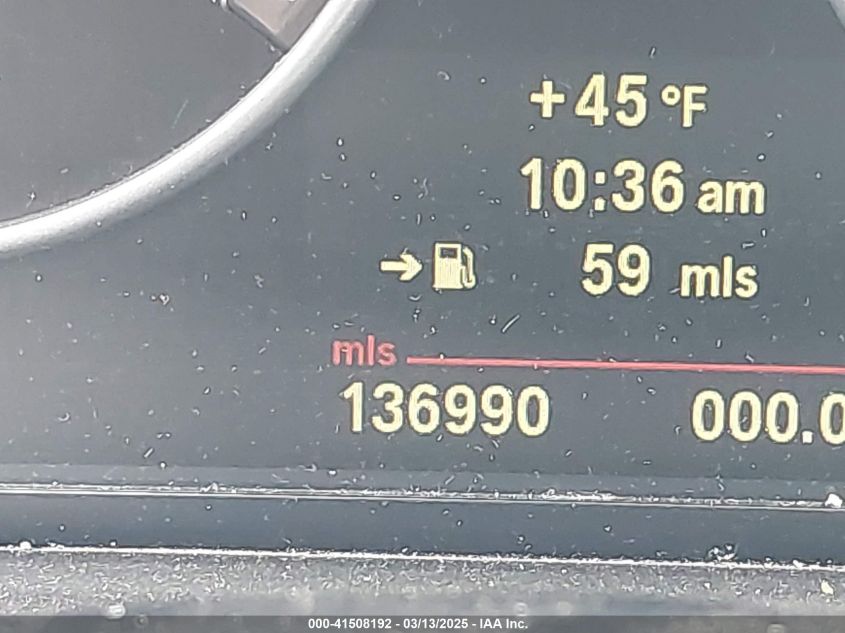 +45 °F
10:36 am
59 mls
mls
136990 000.0
000-41508192 - 03/13/2025 - IAA Inc.